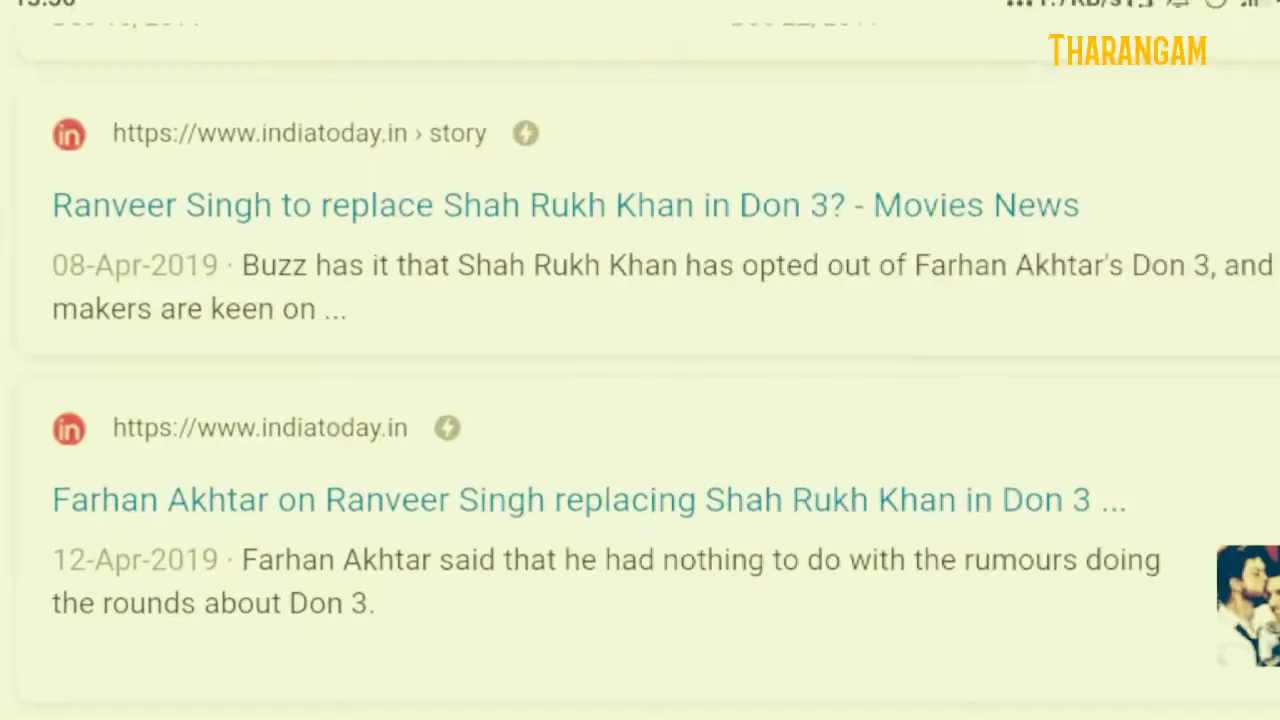 THARANGAM
in https://www.indiatoday.in › story
Ranveer Singh to replace Shah Rukh Khan in Don 3? - Movies News
08-Apr-2019 · Buzz has it that Shah Rukh Khan has opted out of Farhan Akhtar's Don 3, and
makers are keen on ...
in https://www.indiatoday.in
Farhan Akhtar on Ranveer Singh replacing Shah Rukh Khan in Don 3 ...
12-Apr-2019 · Farhan Akhtar said that he had nothing to do with the rumours doing
the rounds about Don 3.